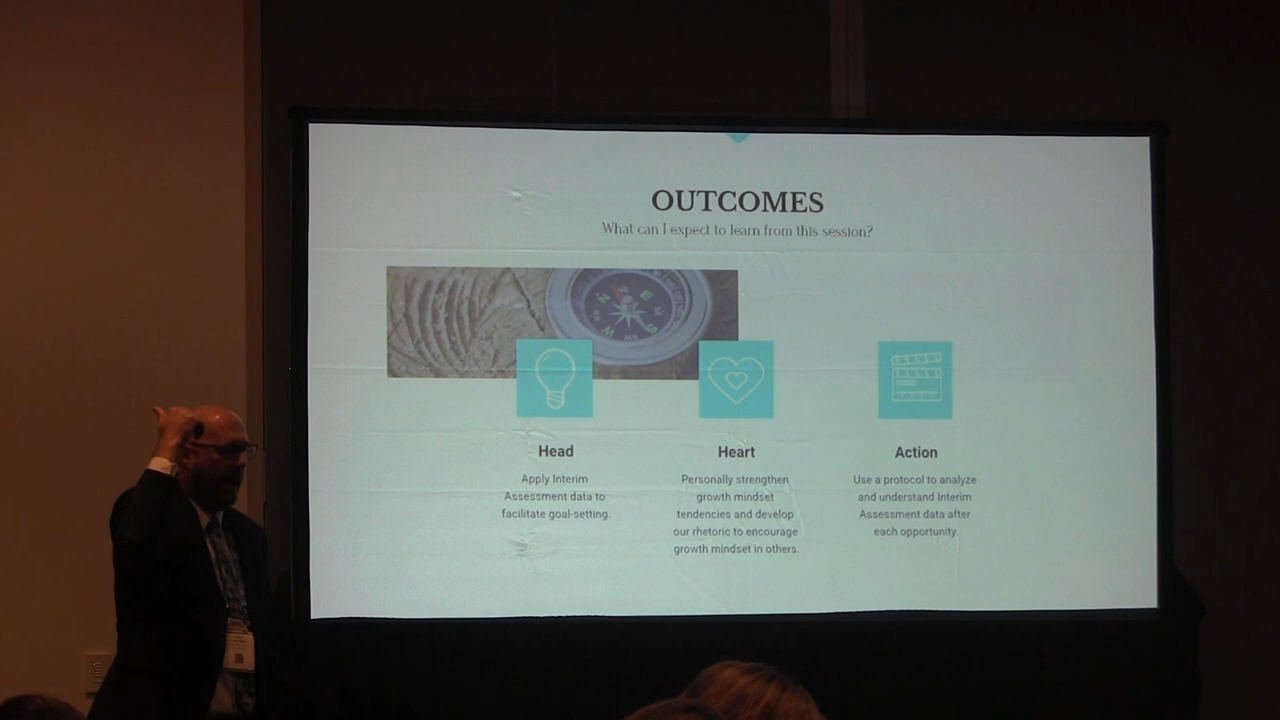 OUTCOMES
What can I expect to learn from this session?
N
E
W
S
Head
Apply Interim
Assessment data to
facilitate goal-setting.
Heart
Personally strengthen
growth mindset
tendencies and develop
our rhetoric to encourage
growth mindset in others.
Action
Use a protocol to analyze
and understand Interim
Assessment data after
each opportunity.